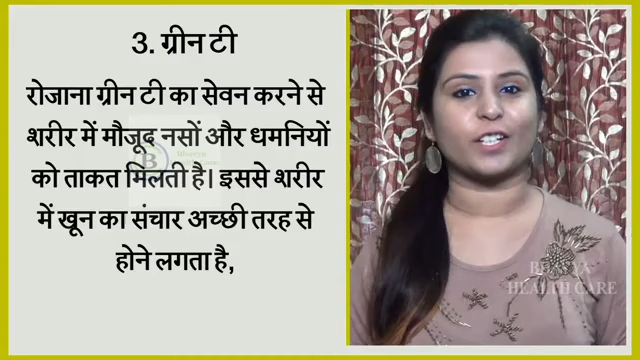 3. ग्रीन टी
रोजाना ग्रीन टी का सेवन करने से
शरीर में मौजूद नसों और धमनियों
को ताकत मिलती है। इससे शरीर
में खून का संचार अच्छी तरह से
होने लगता है,
HEALTH CARE